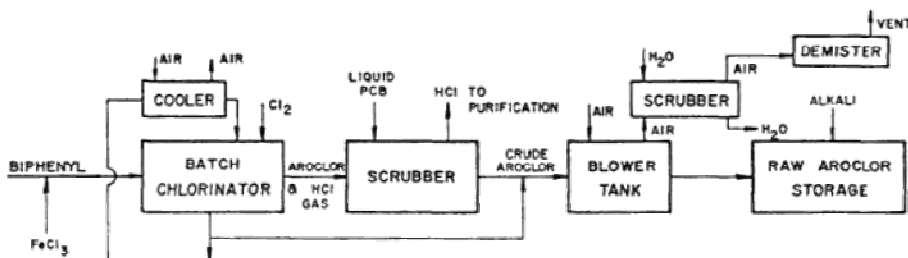 VENT
AIR
AIR
H2O
DEMISTER
AIR
COOLER
LIQUID
PCB
HCl TO
PURIFICATION
Cl2
AIR
SCRUBBER
ALKALI
AIR
H2O
BIPHENYL
BATCH
CHLORINATOR
AROCLOR
& HCl
GAS
SCRUBBER
CRUDE
AROCLOR
BLOWER
TANK
RAW AROCLOR
STORAGE
FeCl3